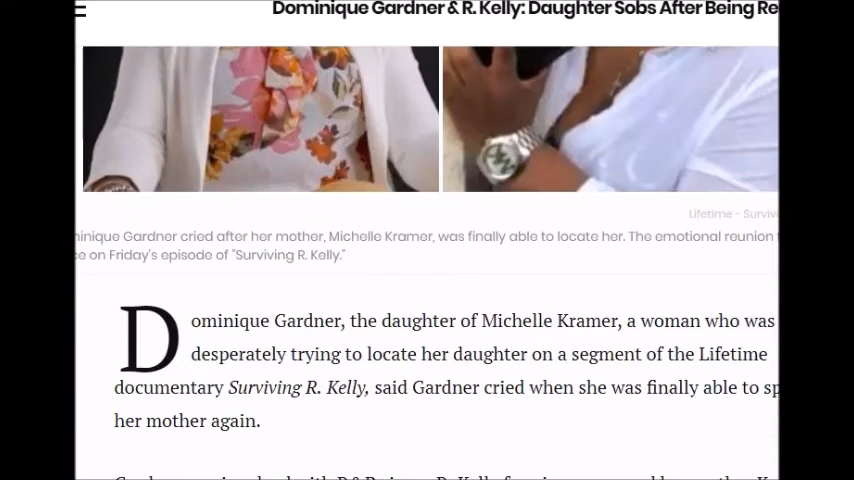 Dominique Gardner & R. Kelly: Daughter Sobs After Being Re
Lifetime - Surviv
inique Gardner cried after her mother, Michelle Kramer, was finally able to locate her. The emotional reunion
e on Friday's episode of "Surviving R. Kelly."
Dominique Gardner, the daughter of Michelle Kramer, a woman who was
desperately trying to locate her daughter on a segment of the Lifetime
documentary Surviving R. Kelly, said Gardner cried when she was finally able to sp
her mother again.